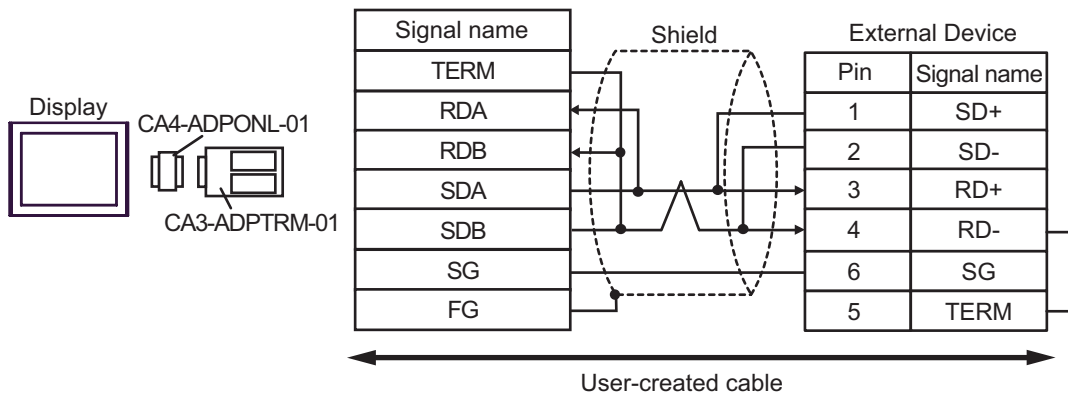 Display
CA4-ADPONL-01
CA3-ADPTRM-01
Signal name
TERM
RDA
RDB
SDA
SDB
SG
FG
Shield
External Device
Pin Signal name
1 SD+
2 SD-
3 RD+
4 RD-
6 SG
5 TERM
User-created cable